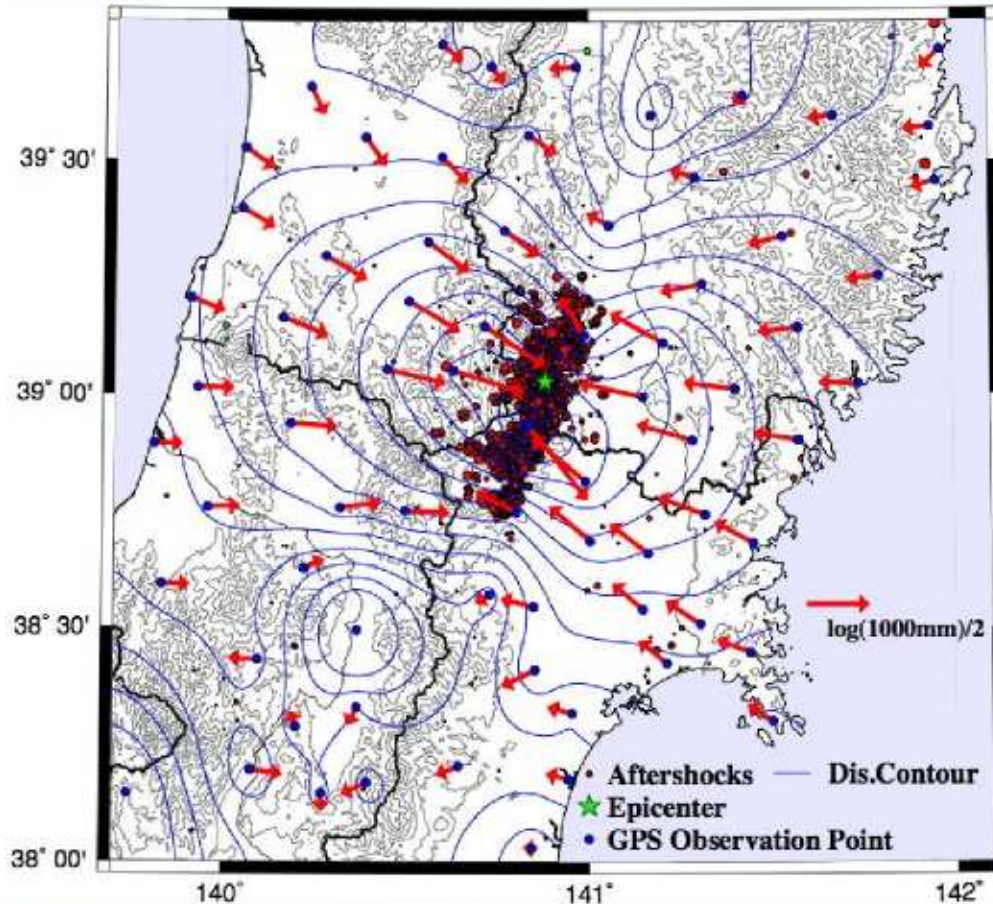 39˚ 30'
39˚ 00'
38˚ 30'
38˚ 00'
log(1000mm)/2
Aftershocks — Dis.Contour
Epicenter
GPS Observation Point
140˚ 141˚ 142˚